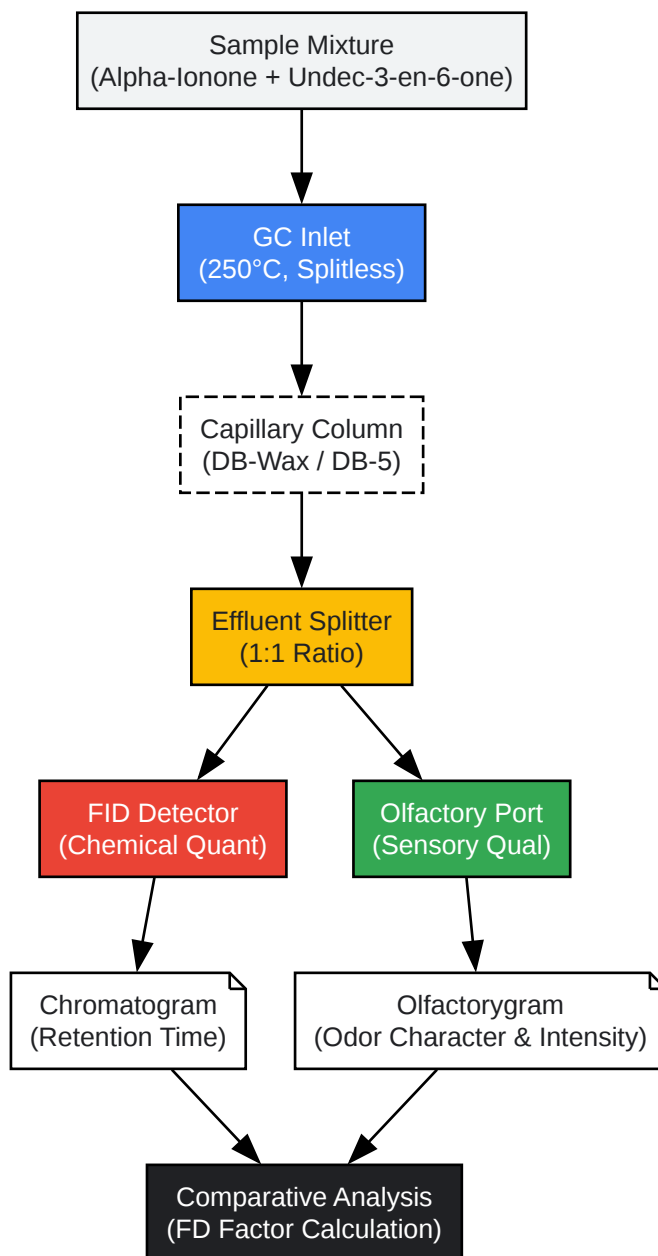 Sample Mixture
(Alpha-Ionone + Undec-3-en-6-one)
GC Inlet
(250°C, Splitless)
Capillary Column
(DB-Wax / DB-5)
Effluent Splitter
(1:1 Ratio)
FID Detector
(Chemical Quant)
Olfactory Port
(Sensory Qual)
Chromatogram
(Retention Time)
Olfactorygram
(Odor Character & Intensity)
Comparative Analysis
(FD Factor Calculation)